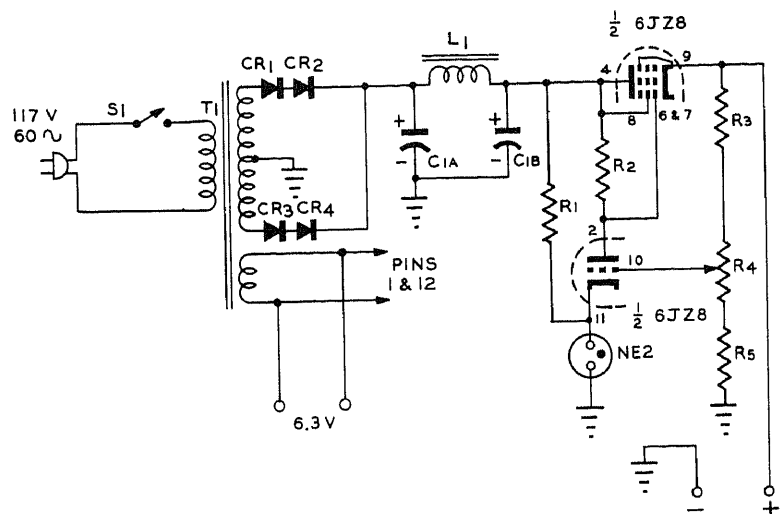 ½ 6JZ8
L1
CR1 CR2
4
9
8
6 & 7
117 V
60 ~
S1
T1
+
-
C1A
+
-
C1B
R3
R2
R1
CR3 CR4
2
10
R4
PINS
1 & 12
11
½ 6JZ8
NE2
R5
6.3 V
-
+